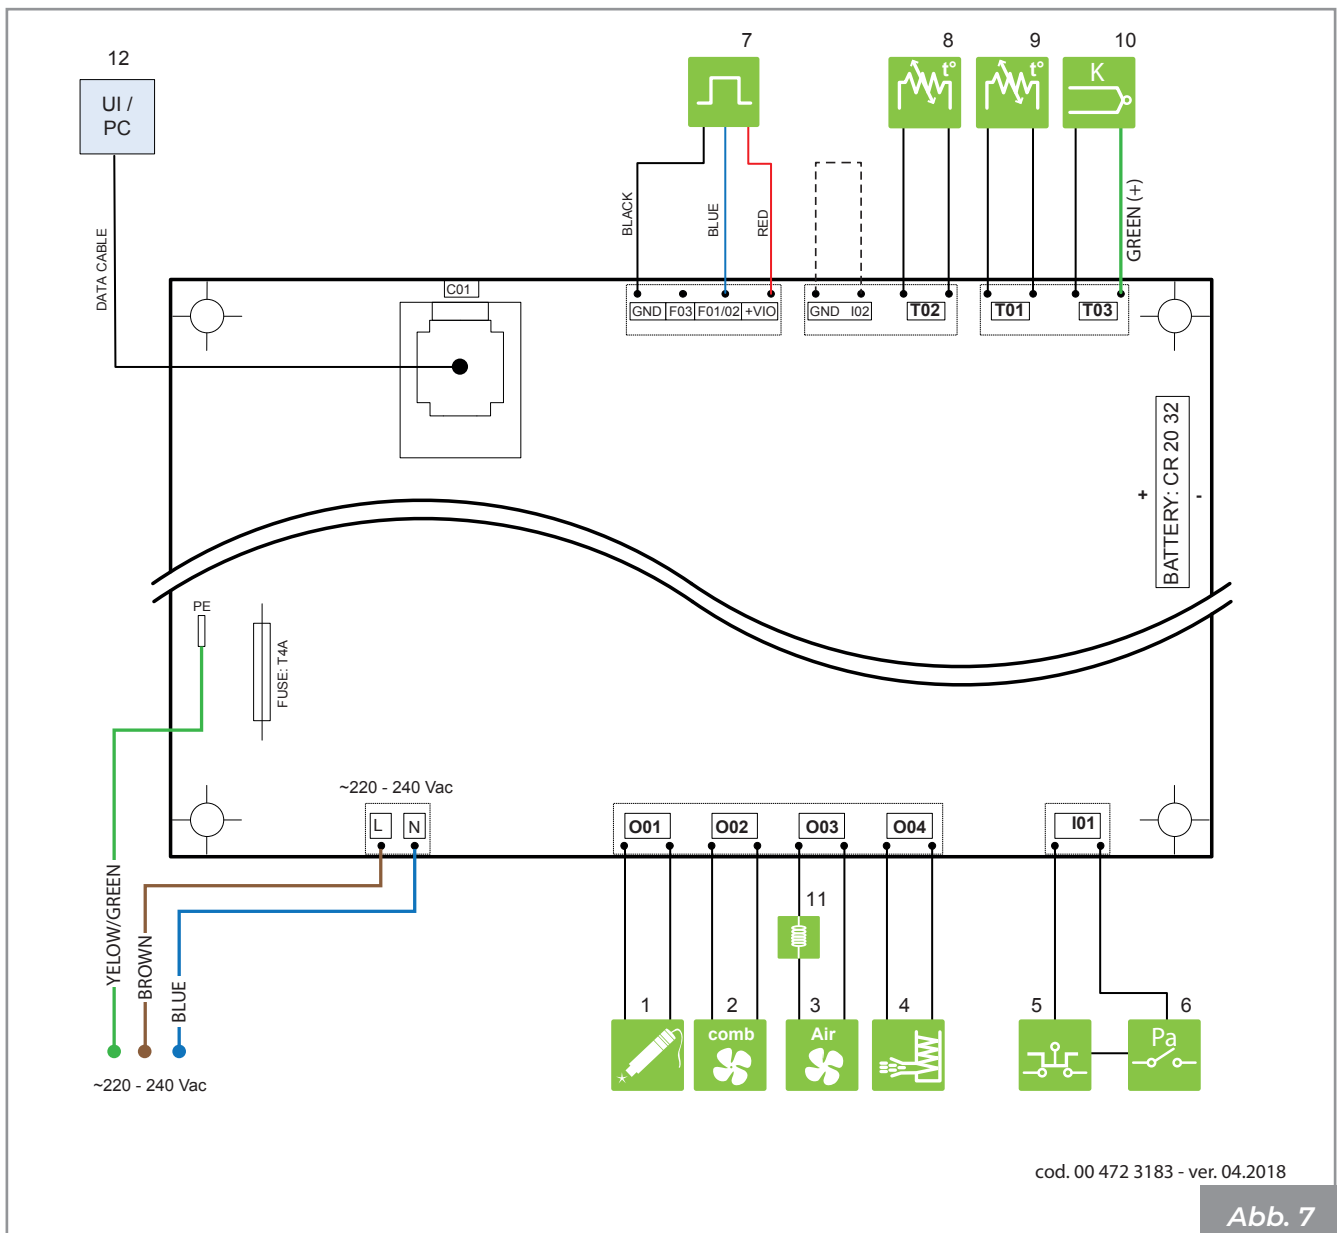 12
7
8
9
10
UI /
PC
t°
t°
K
DATA CABLE
BLACK
BLUE
RED
GREEN (+)
C01
GND
F03
F01/02
+VIO
GND
I02
T02
T01
T03
+
BATTERY: CR 20 32
-
PE
FUSE: T4A
~220 - 240 Vac
L
N
O01
O02
O03
O04
I01
YELOW/GREEN
BROWN
BLUE
11
1
2
3
4
5
6
comb
Air
Pa
~220 - 240 Vac
cod. 00 472 3183 - ver. 04.2018
Abb. 7